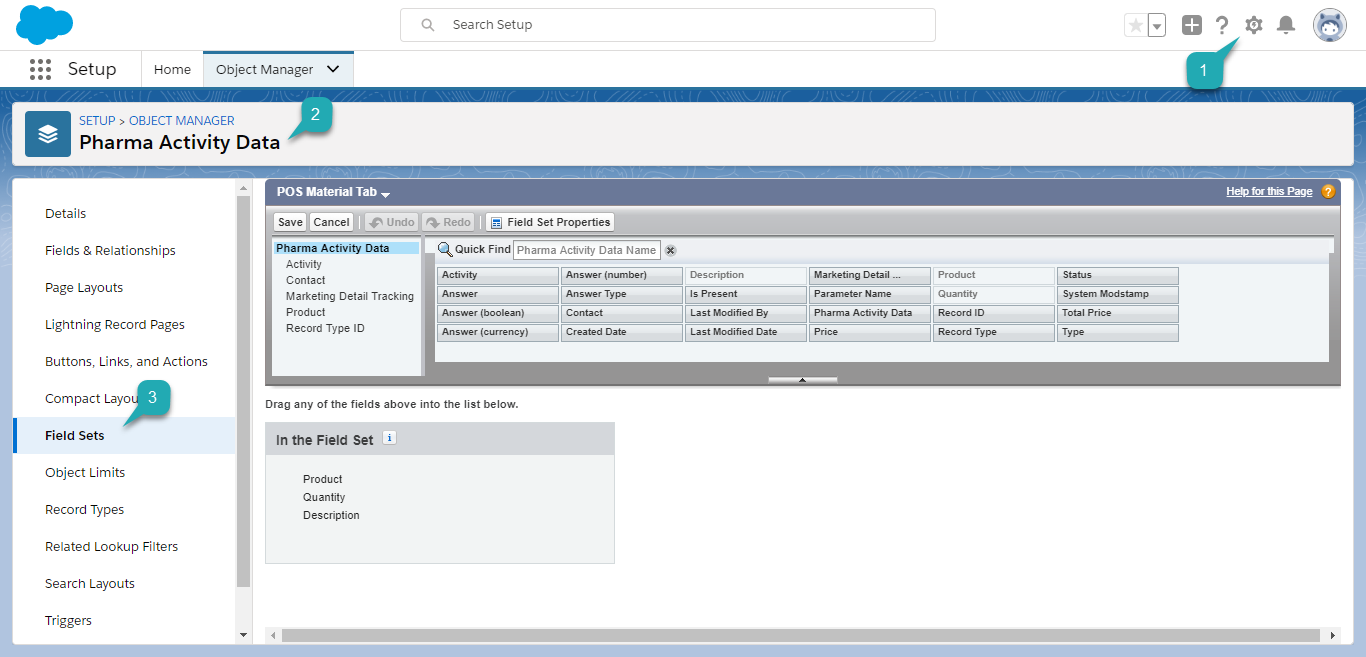 Search Setup
1
Setup
Home
Object Manager
2
SETUP > OBJECT MANAGER
Pharma Activity Data
Details
Fields & Relationships
Page Layouts
Lightning Record Pages
Buttons, Links, and Actions
Compact Layou
3
Field Sets
Object Limits
Record Types
Related Lookup Filters
Search Layouts
Triggers
POS Material Tab
Help for this Page ?
Save Cancel Undo Redo Field Set Properties
Pharma Activity Data
Activity
Contact
Marketing Detail Tracking
Product
Record Type ID
Quick Find Pharma Activity Data Name
Activity Answer (number) Description Marketing Detail ... Product Status
Answer Answer Type Is Present Parameter Name Quantity System Modstamp
Answer (boolean) Contact Last Modified By Pharma Activity Data Record ID Total Price
Answer (currency) Created Date Last Modified Date Price Record Type Type
Drag any of the fields above into the list below.
In the Field Set i
Product
Quantity
Description